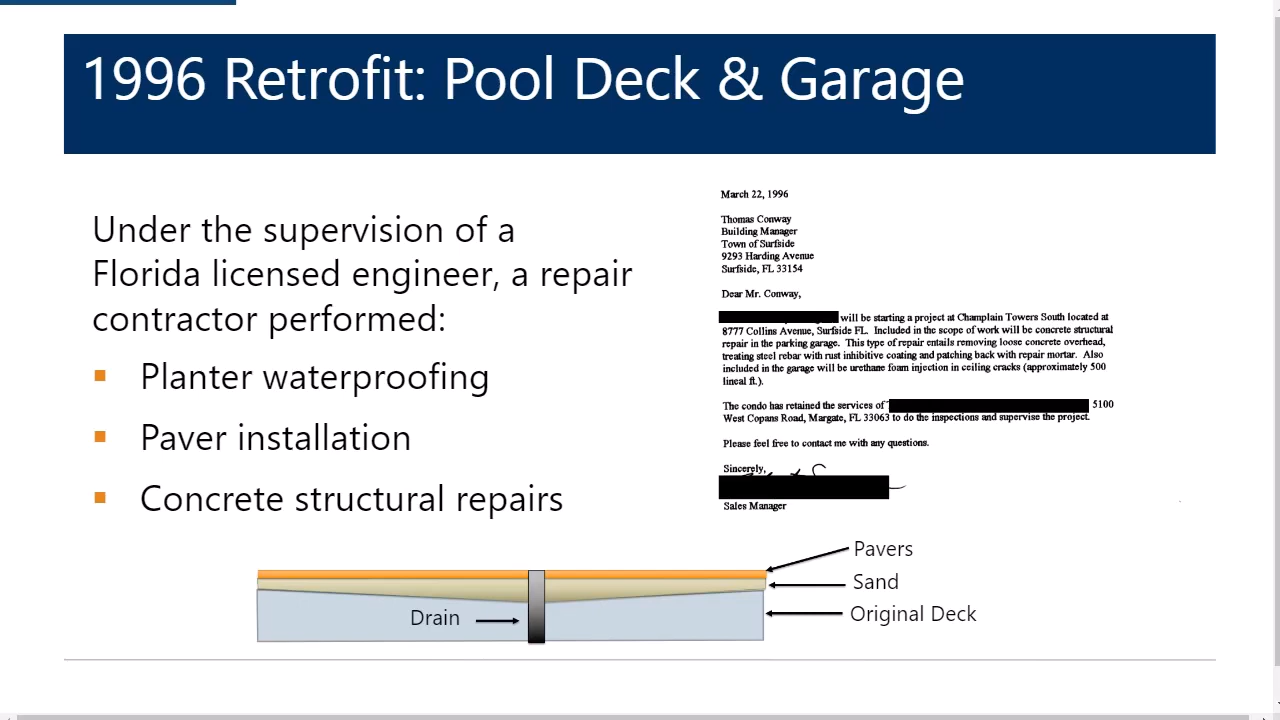 1996 Retrofit: Pool Deck & Garage
Under the supervision of a
Florida licensed engineer, a repair
contractor performed:
Planter waterproofing
Paver installation
Concrete structural repairs
March 22, 1996
Thomas Conway
Building Manager
Town of Surfside
9293 Harding Avenue
Surfside, FL 33154
Dear Mr. Conway,
will be starting a project at Champlain Towers South located at
8777 Collins Avenue, Surfside FL. Included in the scope of work will be concrete structural
repair in the parking garage. This type of repair entails removing loose concrete overhead,
treating steel rebar with rust inhibitive coating and patching back with repair mortar. Also
included in the garage will be urethane foam injection in ceiling cracks (approximately 500
lineal ft.).
The condo has retained the services of 5100
West Copans Road, Margate, FL 33063 to do the inspections and supervise the project.
Please feel free to contact me with any questions.
Sincerely,
Sales Manager
Pavers
Sand
Original Deck
Drain